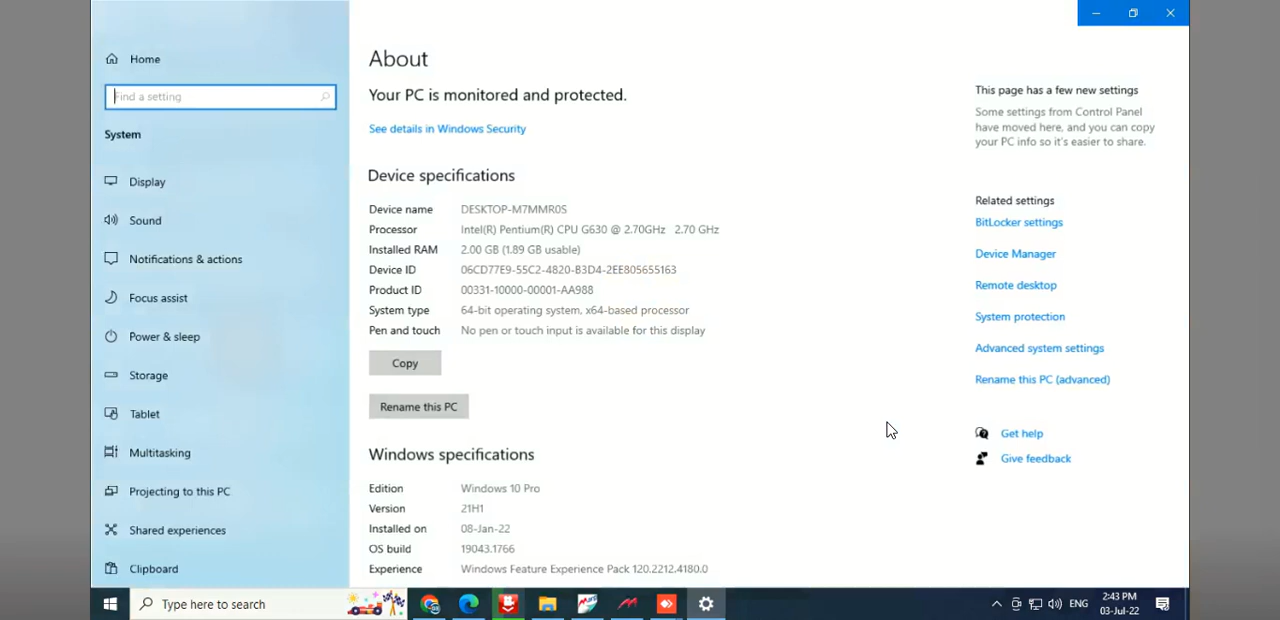 Home
Find a setting
System
Display
Sound
Notifications & actions
Focus assist
Power & sleep
Storage
Tablet
Multitasking
Projecting to this PC
Shared experiences
Clipboard
About
Your PC is monitored and protected.
See details in Windows Security
Device specifications
Device name DESKTOP-M7MMR0S
Processor Intel(R) Pentium(R) CPU G630 @ 2.70GHz 2.70 GHz
Installed RAM 2.00 GB (1.89 GB usable)
Device ID 06CD77E9-55C2-4820-B3D4-2EE805655163
Product ID 00331-10000-00001-AA988
System type 64-bit operating system, x64-based processor
Pen and touch No pen or touch input is available for this display
Copy
Rename this PC
Windows specifications
Edition Windows 10 Pro
Version 21H1
Installed on 08-Jan-22
OS build 19043.1766
Experience Windows Feature Experience Pack 120.2212.4180.0
This page has a few new settings
Some settings from Control Panel
have moved here, and you can copy
your PC info so it's easier to share.
Related settings
BitLocker settings
Device Manager
Remote desktop
System protection
Advanced system settings
Rename this PC (advanced)
Get help
Give feedback
Type here to search
ENG
2:43 PM
03-Jul-22